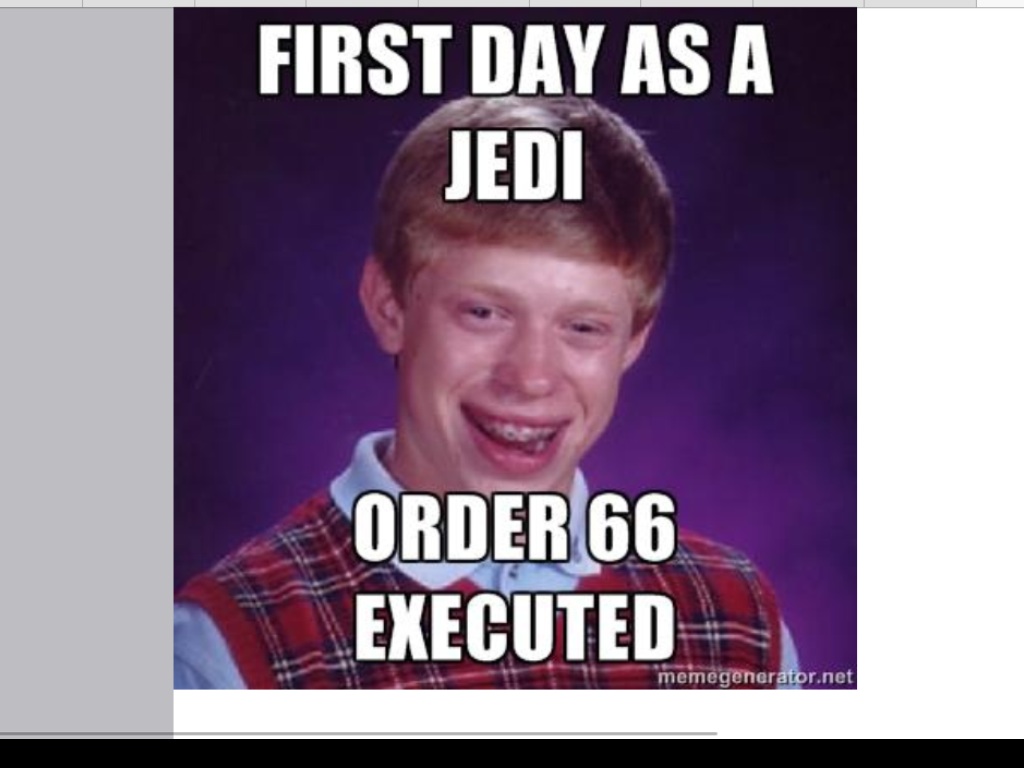 FIRST DAY AS A
JEDI
ORDER 66
EXECUTED
memegenerator.net